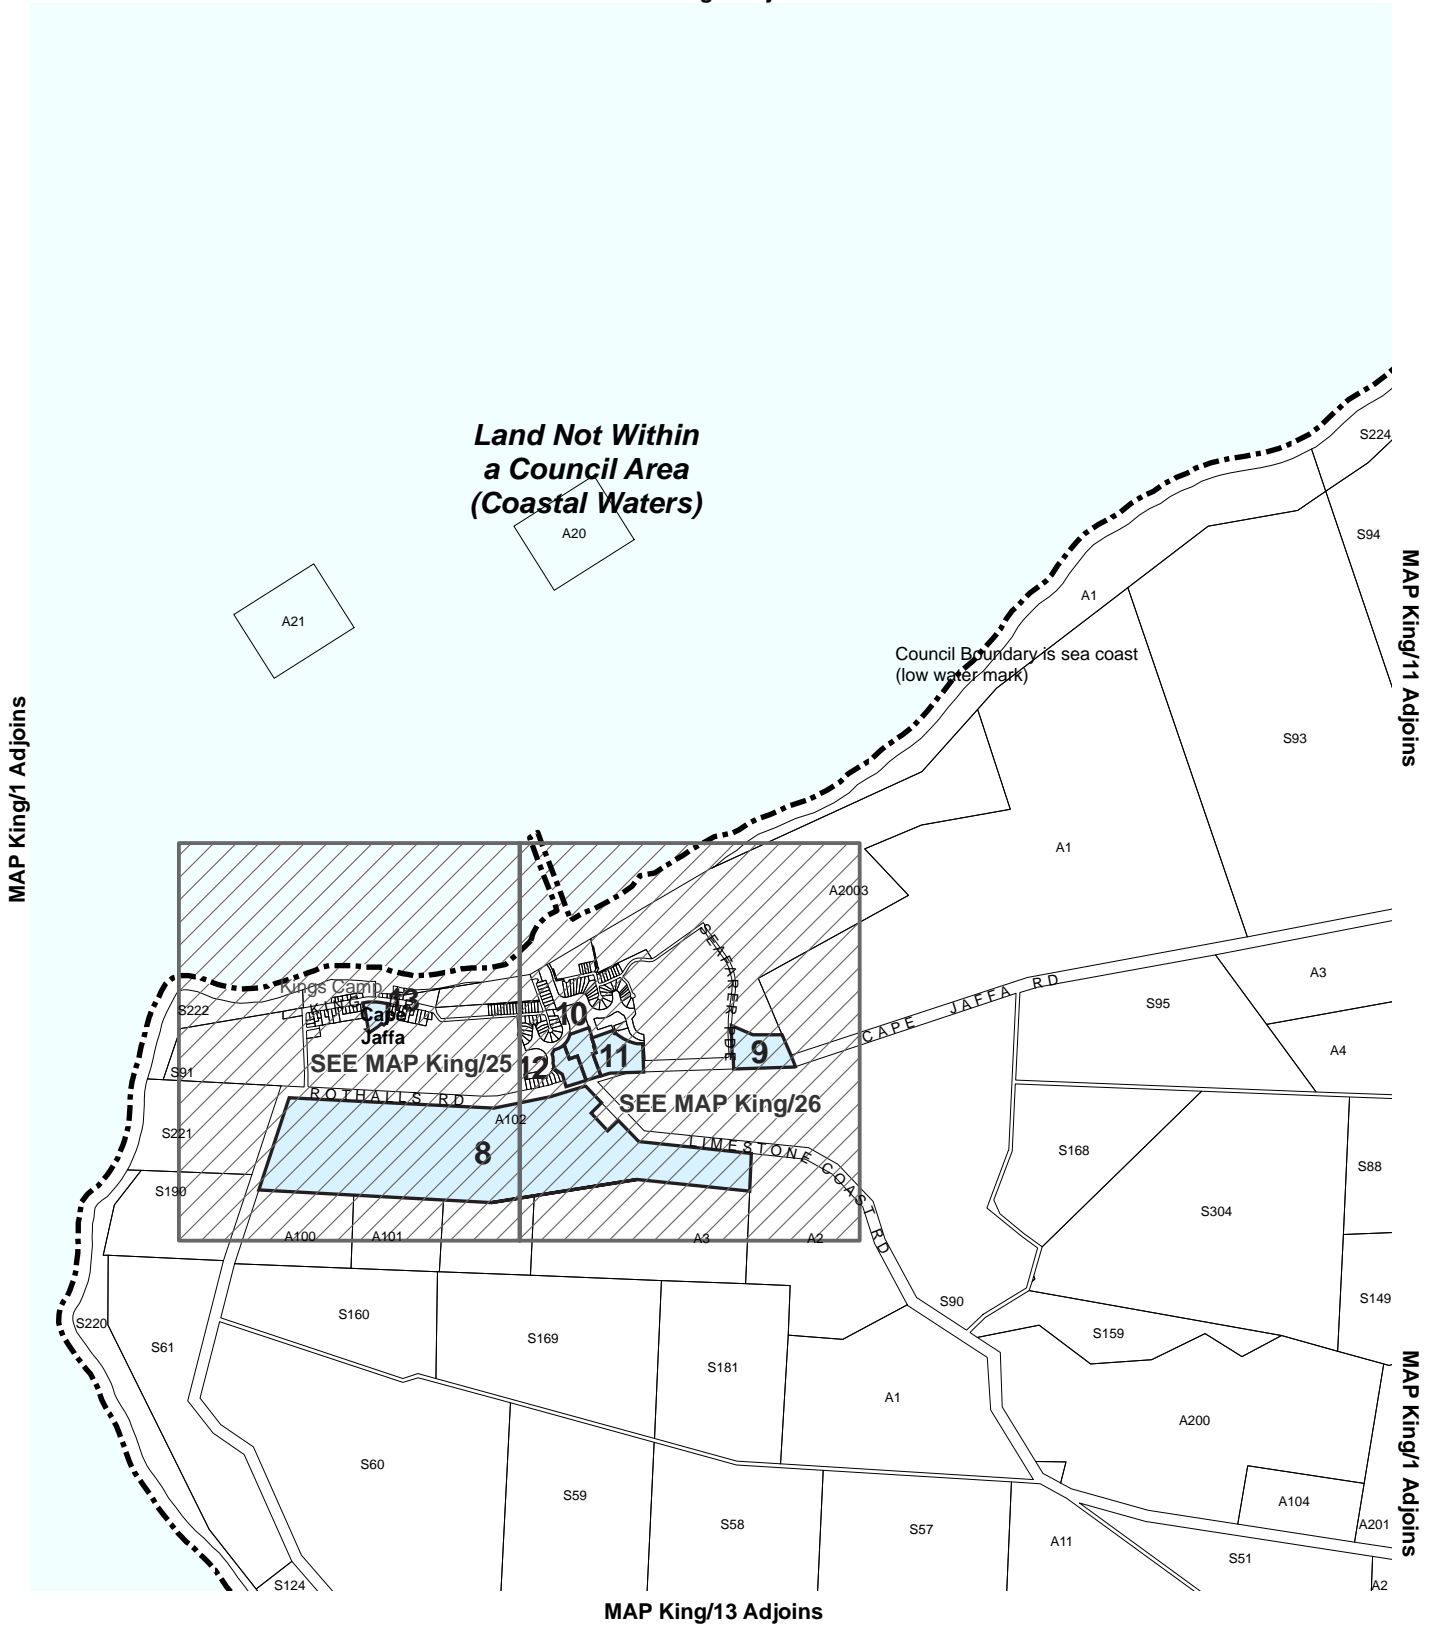 Land Not Within
a Council Area
(Coastal Waters)
S224
A20
S94
MAP King/11 Adjoins
A1
A21
Council Boundary is sea coast
(low water mark)
MAP King/1 Adjoins
S93
A1
A2003
SEAFARER PDE
A3
Kings Camp
KING
13
CAPE JAFFA RD
S95
S222
Cape
Jaffa
10
A4
SEE MAP King/25
12
11
9
S91
ROTHALLS RD
SEE MAP King/26
A102
S221
8
LIMESTONE COAST RD
S168
S88
S190
S304
A100
A101
A3
A2
S90
S149
S220
S160
S169
S159
S61
S181
A1
A200
MAP King/1 Adjoins
S60
S59
A104
S58
S57
A201
A11
S51
S124
A2
MAP King/13 Adjoins